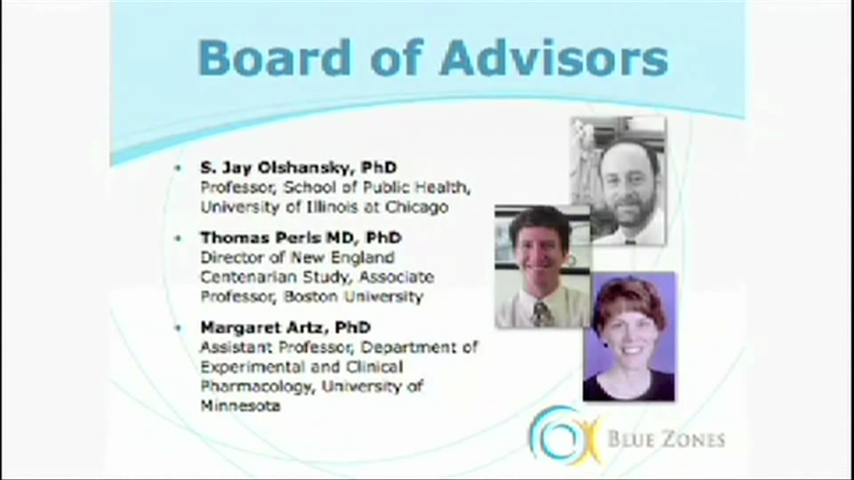 Board of Advisors
• S. Jay Olshansky, PhD
Professor, School of Public Health,
University of Illinois at Chicago
• Thomas Perls MD, PhD
Director of New England
Centenarian Study, Associate
Professor, Boston University
• Margaret Artz, PhD
Assistant Professor, Department of
Experimental and Clinical
Pharmacology, University of
Minnesota
BLUE ZONES